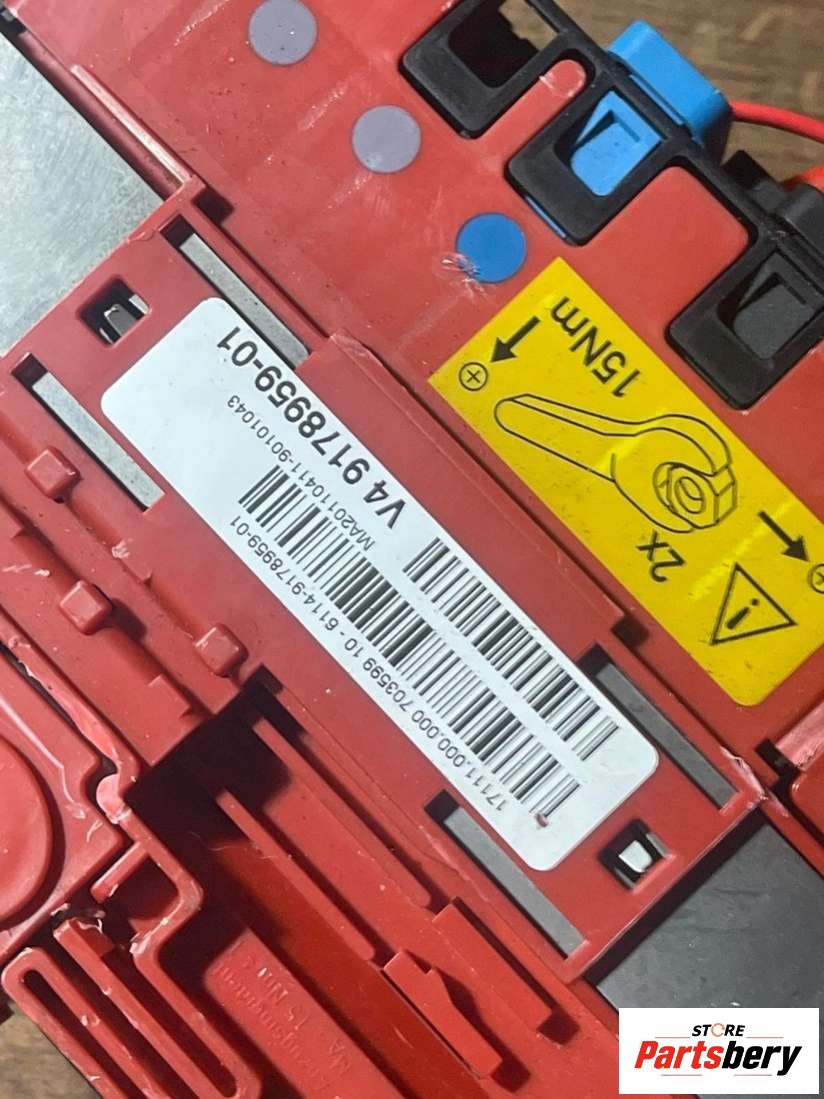 V4 9178959-01
MA20110411-90101043
17111.000.000 703599 10 - 6114-9178959-01
15Nm
2x
STORE
Partsbery